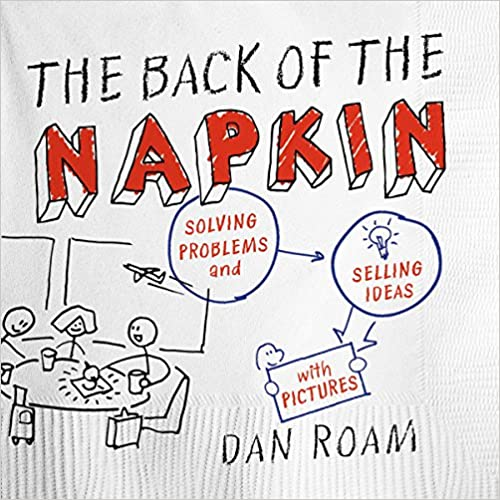 THE BACK OF THE
NAPKIN
SOLVING
PROBLEMS
and
SELLING
IDEAS
with
PICTURES
DAN ROAM